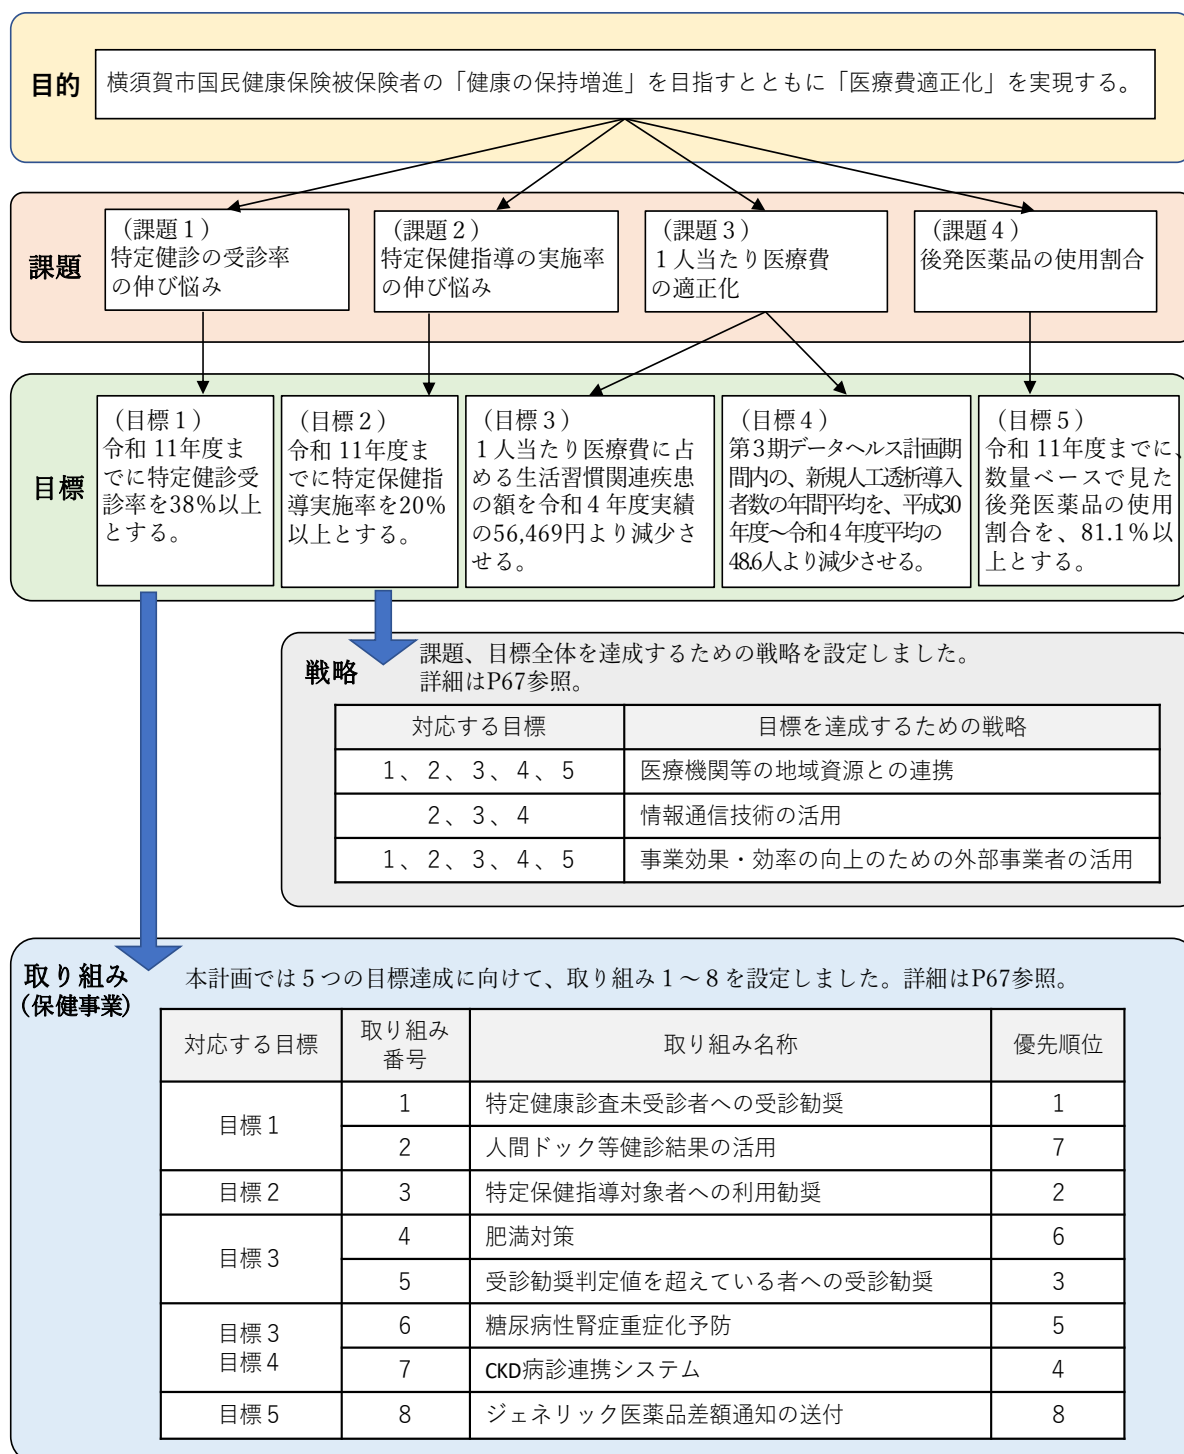 目的
横須賀市国民健康保険被保険者の「健康の保持増進」を目指すとともに「医療費適正化」を実現する。
課題
（課題１）
特定健診の受診率
の伸び悩み
（課題２）
特定保健指導の実施率
の伸び悩み
（課題３）
１人当たり医療費
の適正化
（課題４）
後発医薬品の使用割合
目標
（目標１）
令和 11年度ま
でに特定健診受
診率を38％以上
とする。
（目標２）
令和 11年度ま
でに特定保健指
導実施率を20％
以上とする。
（目標３）
１人当たり医療費に占
める生活習慣関連疾患
の額を令和４年度実績
の56,469円より減少さ
せる。
（目標４）
第３期データヘルス計画期
間内の、新規人工透析導入
者数の年間平均を、平成30
年度～令和４年度平均の
48.6人より減少させる。
（目標５）
令和 11年度までに、
数量ベースで見た
後発医薬品の使用
割合を、81.1％以
上とする。
戦略
課題、目標全体を達成するための戦略を設定しました。
詳細はP67参照。
対応する目標 目標を達成するための戦略
１、２、３、４、５ 医療機関等の地域資源との連携
２、３、４ 情報通信技術の活用
１、２、３、４、５ 事業効果・効率の向上のための外部事業者の活用
取り組み
（保健事業）
本計画では５つの目標達成に向けて、取り組み１～８を設定しました。詳細はP67参照。
対応する目標 取り組み番号 取り組み名称 優先順位
目標１ 1 特定健康診査未受診者への受診勧奨 1
2 人間ドック等健診結果の活用 7
目標２ 3 特定保健指導対象者への利用勧奨 2
目標３ 4 肥満対策 6
5 受診勧奨判定値を超えている者への受診勧奨 3
目標３
目標４
6 糖尿病性腎症重症化予防 5
7 CKD病診連携システム 4
目標５ 8 ジェネリック医薬品差額通知の送付 8